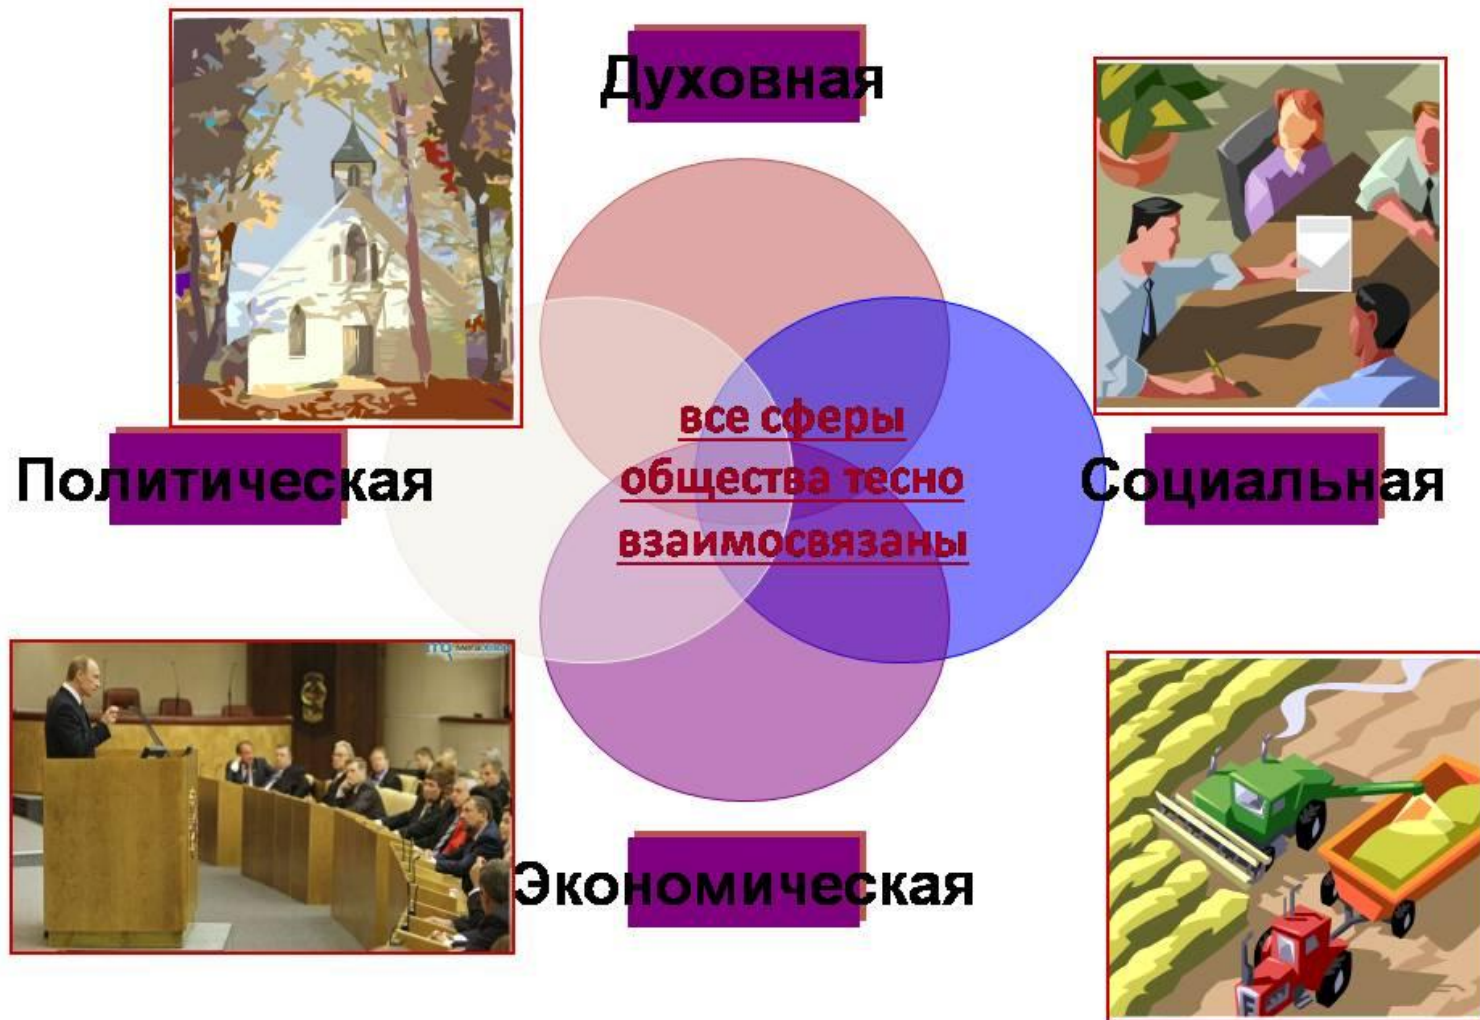 Духовная
все сферы
общества тесно
взаимосвязаны
Политическая
Социальная
Экономическая